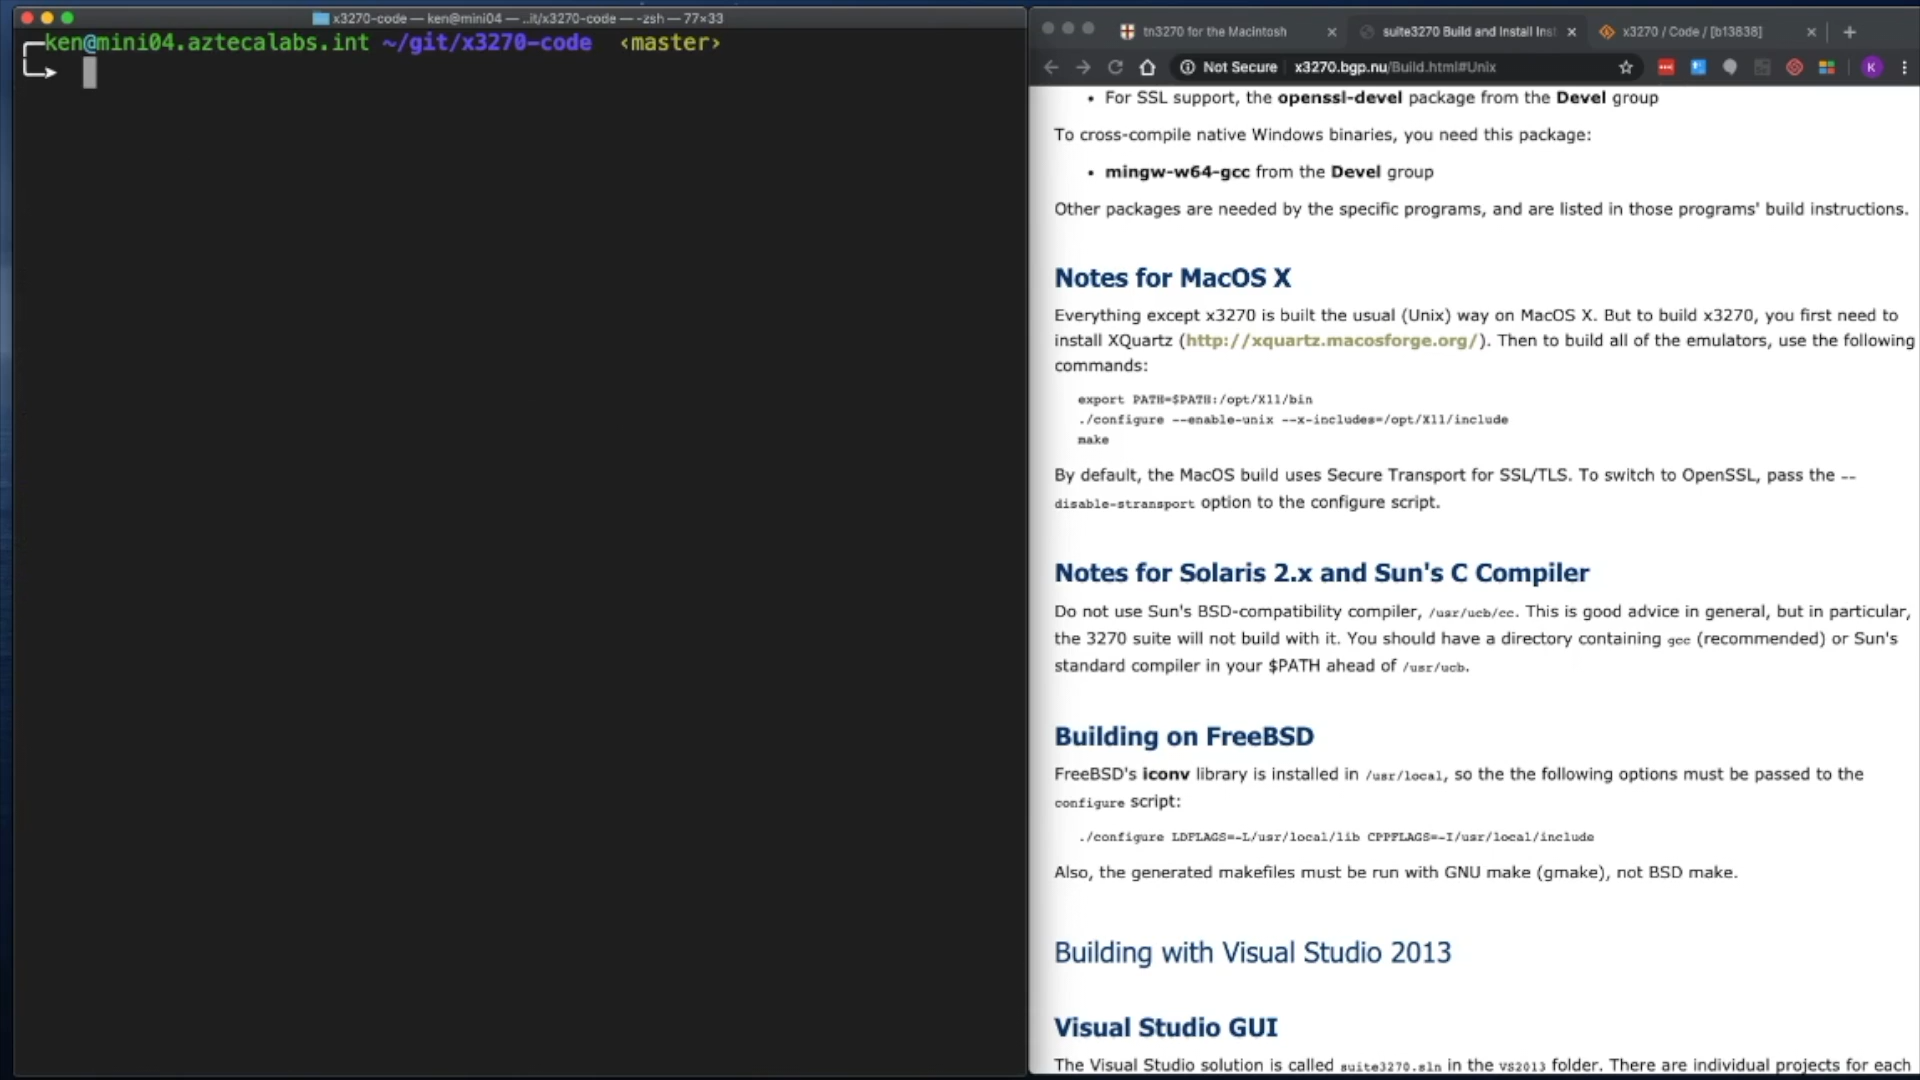 x3270-code — ken@mini04 — ..it/x3270-code — -zsh — 77×33
ken@mini04.aztecalabs.int ~/git/x3270-code ‹master›
tn3270 for the Macintosh
suite3270 Build and Install Inst
x3270 / Code / [b13838]
Not Secure x3270.bgp.nu/Build.html#Unix
K
• For SSL support, the openssl-devel package from the Devel group
To cross-compile native Windows binaries, you need this package:
• mingw-w64-gcc from the Devel group
Other packages are needed by the specific programs, and are listed in those programs' build instructions.
Notes for MacOS X
Everything except x3270 is built the usual (Unix) way on MacOS X. But to build x3270, you first need to
install XQuartz (http://xquartz.macosforge.org/). Then to build all of the emulators, use the following
commands:
export PATH=$PATH:/opt/X11/bin
./configure --enable-unix --x-includes=/opt/X11/include
make
By default, the MacOS build uses Secure Transport for SSL/TLS. To switch to OpenSSL, pass the --
disable-stransport option to the configure script.
Notes for Solaris 2.x and Sun's C Compiler
Do not use Sun's BSD-compatibility compiler, /usr/ucb/cc. This is good advice in general, but in particular,
the 3270 suite will not build with it. You should have a directory containing gcc (recommended) or Sun's
standard compiler in your $PATH ahead of /usr/ucb.
Building on FreeBSD
FreeBSD's iconv library is installed in /usr/local, so the the following options must be passed to the
configure script:
./configure LDFLAGS=-L/usr/local/lib CPPFLAGS=-I/usr/local/include
Also, the generated makefiles must be run with GNU make (gmake), not BSD make.
Building with Visual Studio 2013
Visual Studio GUI
The Visual Studio solution is called suite3270.sln in the VS2013 folder. There are individual projects for each